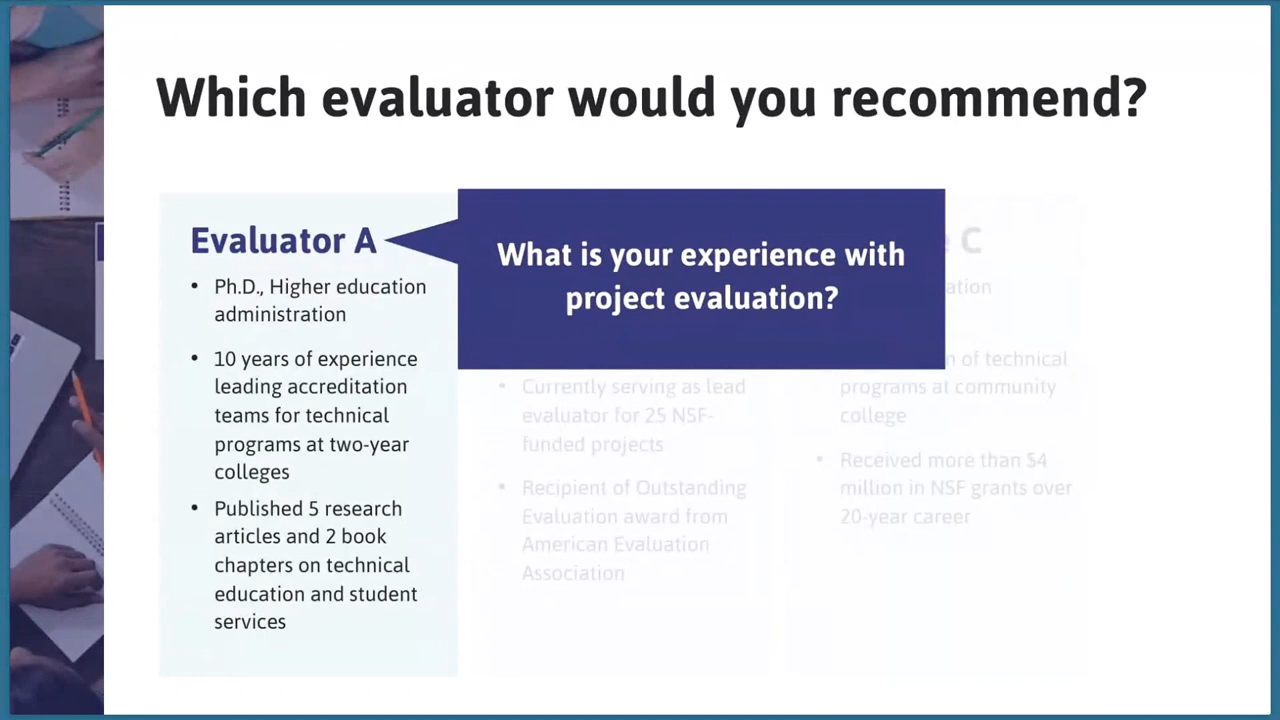 Which evaluator would you recommend?
Evaluator A
• Ph.D., Higher education
administration
• 10 years of experience
leading accreditation
teams for technical
programs at two-year
colleges
• Published 5 research
articles and 2 book
chapters on technical
education and student
services
What is your experience with
project evaluation?
• Currently serving as lead
evaluator for 25 NSF-
funded projects
• Recipient of Outstanding
Evaluation award from
American Evaluation
Association
C
of technical
programs at community
college
• Received more than $4
million in NSF grants over
20-year career